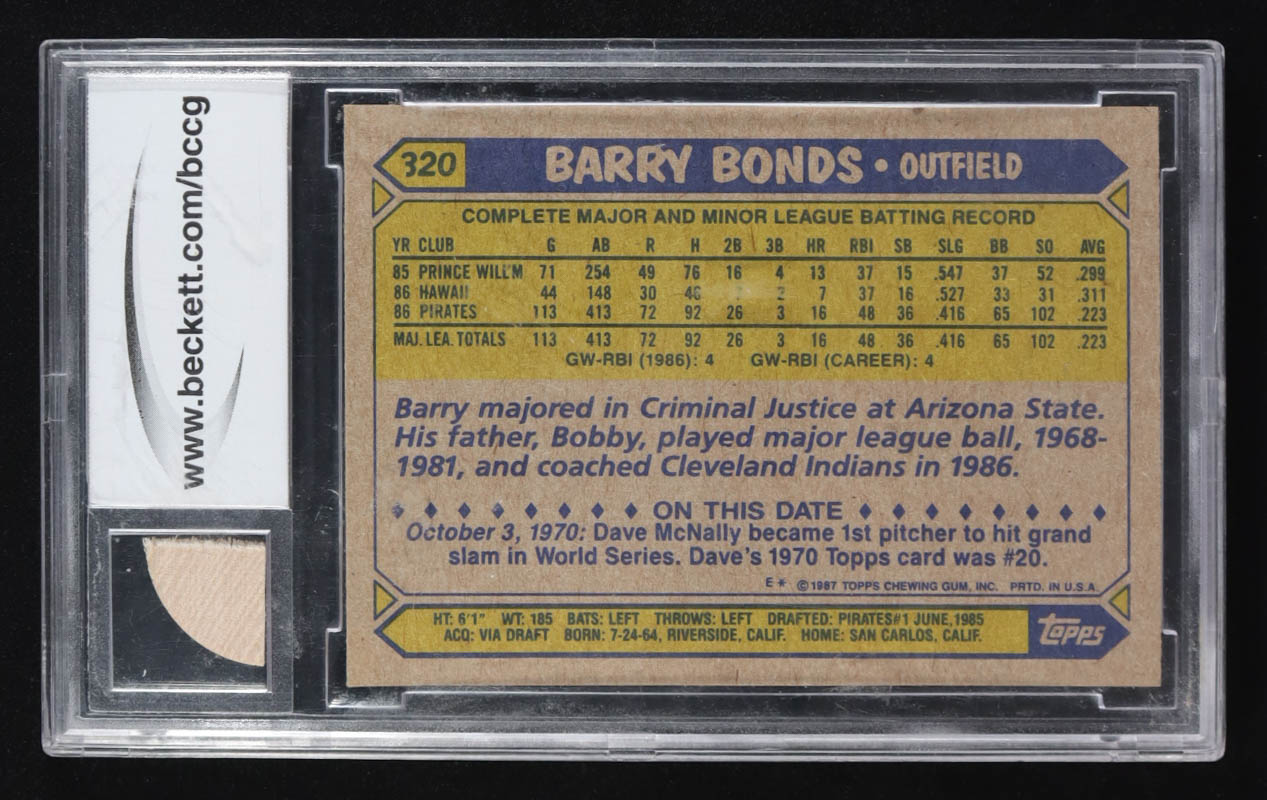 www.beckett.com/bccg
320 BARRY BONDS • OUTFIELD
COMPLETE MAJOR AND MINOR LEAGUE BATTING RECORD
YR CLUB G AB R H 2B 3B HR RBI SB SLG BB SO AVG
85 PRINCE WILL'M 71 254 49 76 16 4 13 37 15 .547 37 52 .299
86 HAWAII 44 148 30 7 37 16 .527 33 31 .311
86 PIRATES 113 413 72 92 26 3 16 48 36 .416 65 102 .223
MAJ. LEA. TOTALS 113 413 72 92 26 3 16 48 36 .416 65 102 .223
GW-RBI (1986): 4 GW-RBI (CAREER): 4
Barry majored in Criminal Justice at Arizona State.
His father, Bobby, played major league ball, 1968-
1981, and coached Cleveland Indians in 1986.
ON THIS DATE
October 3, 1970: Dave McNally became 1st pitcher to hit grand
slam in World Series. Dave's 1970 Topps card was #20.
E* © 1987 TOPPS CHEWING GUM, INC. PRTD. IN U.S.A.
HT: 6'1" WT: 185 BATS: LEFT THROWS: LEFT DRAFTED: PIRATES#1 JUNE, 1985
ACQ: VIA DRAFT BORN: 7-24-64, RIVERSIDE, CALIF. HOME: SAN CARLOS, CALIF.
topps